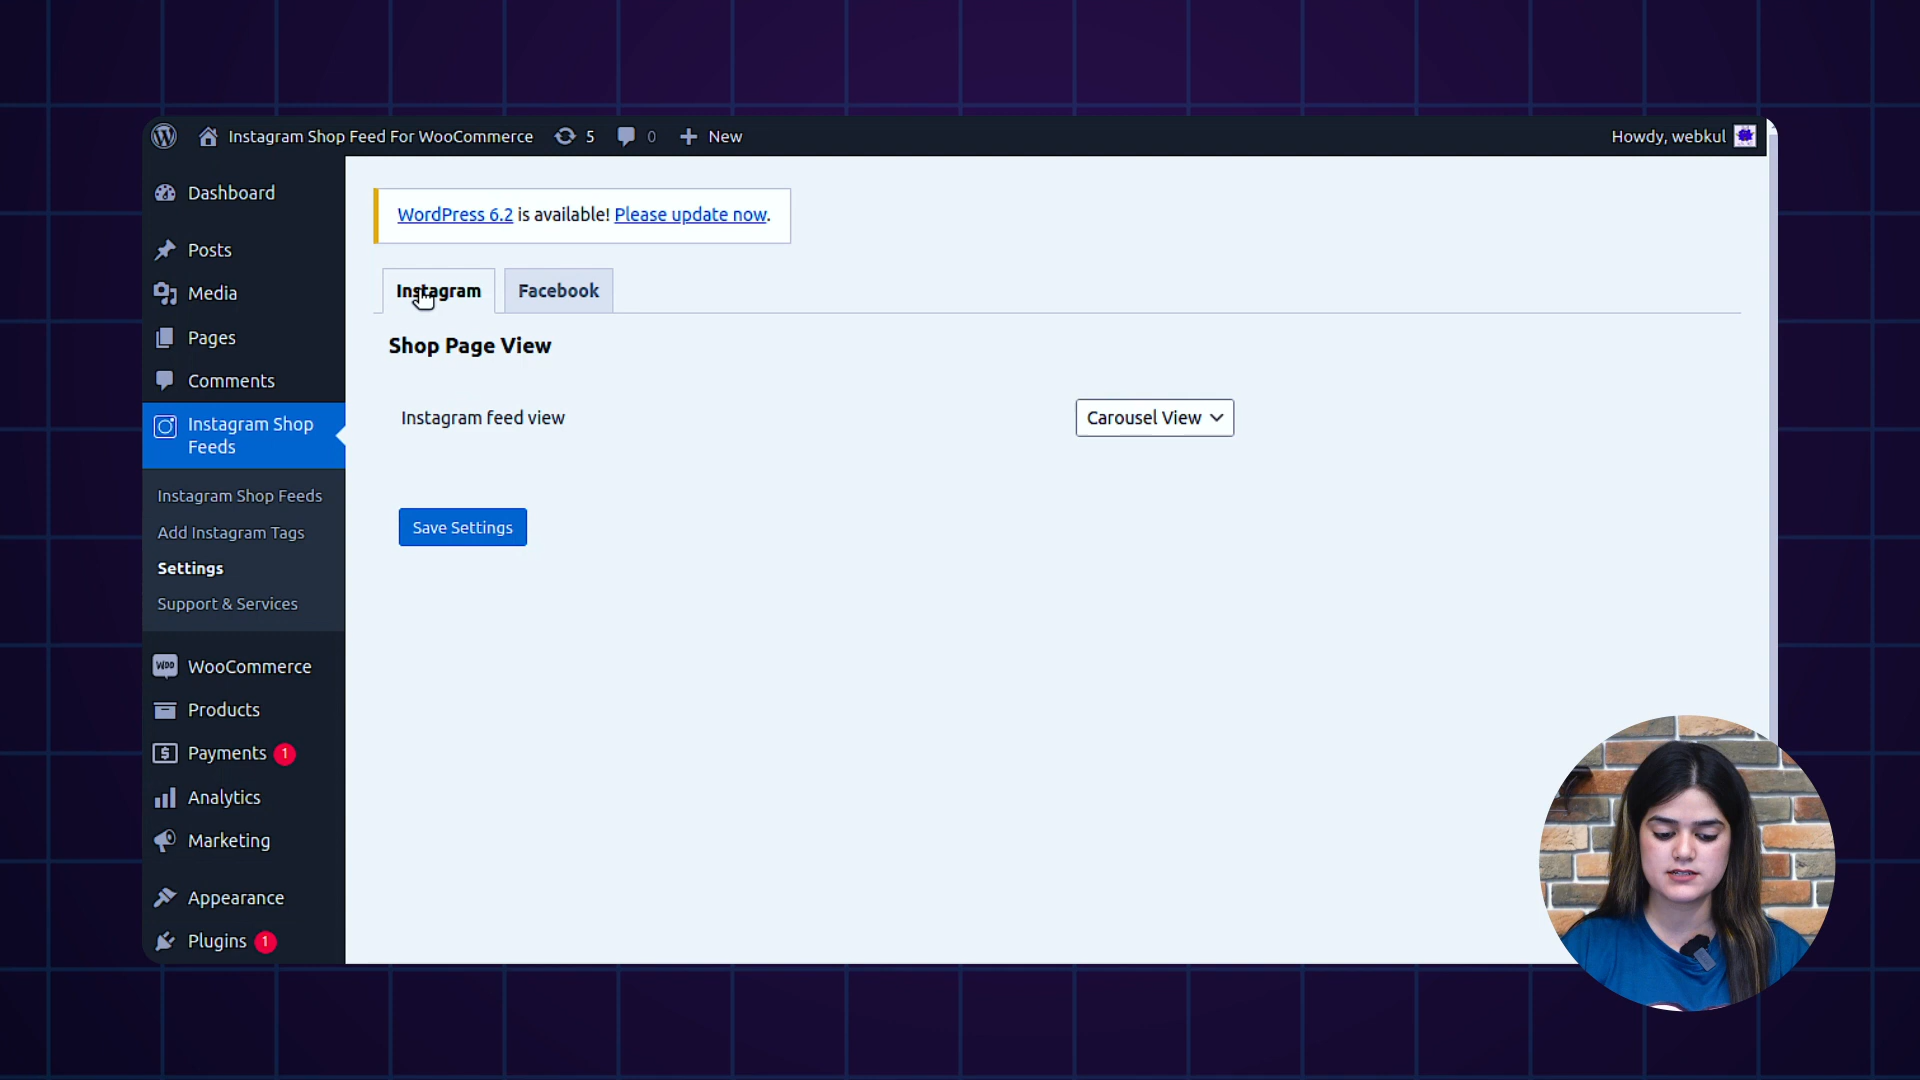 Instagram Shop Feed For WooCommerce 5 0 New Howdy, webkul
Dashboard
Posts
Media
Pages
Comments
Instagram Shop
Feeds
Instagram Shop Feeds
Add Instagram Tags
Settings
Support & Services
WOO WooCommerce
Products
Payments 1
Analytics
Marketing
Appearance
Plugins 1
WordPress 6.2 is available! Please update now.
Instagram Facebook
Shop Page View
Instagram feed view Carousel View
Save Settings